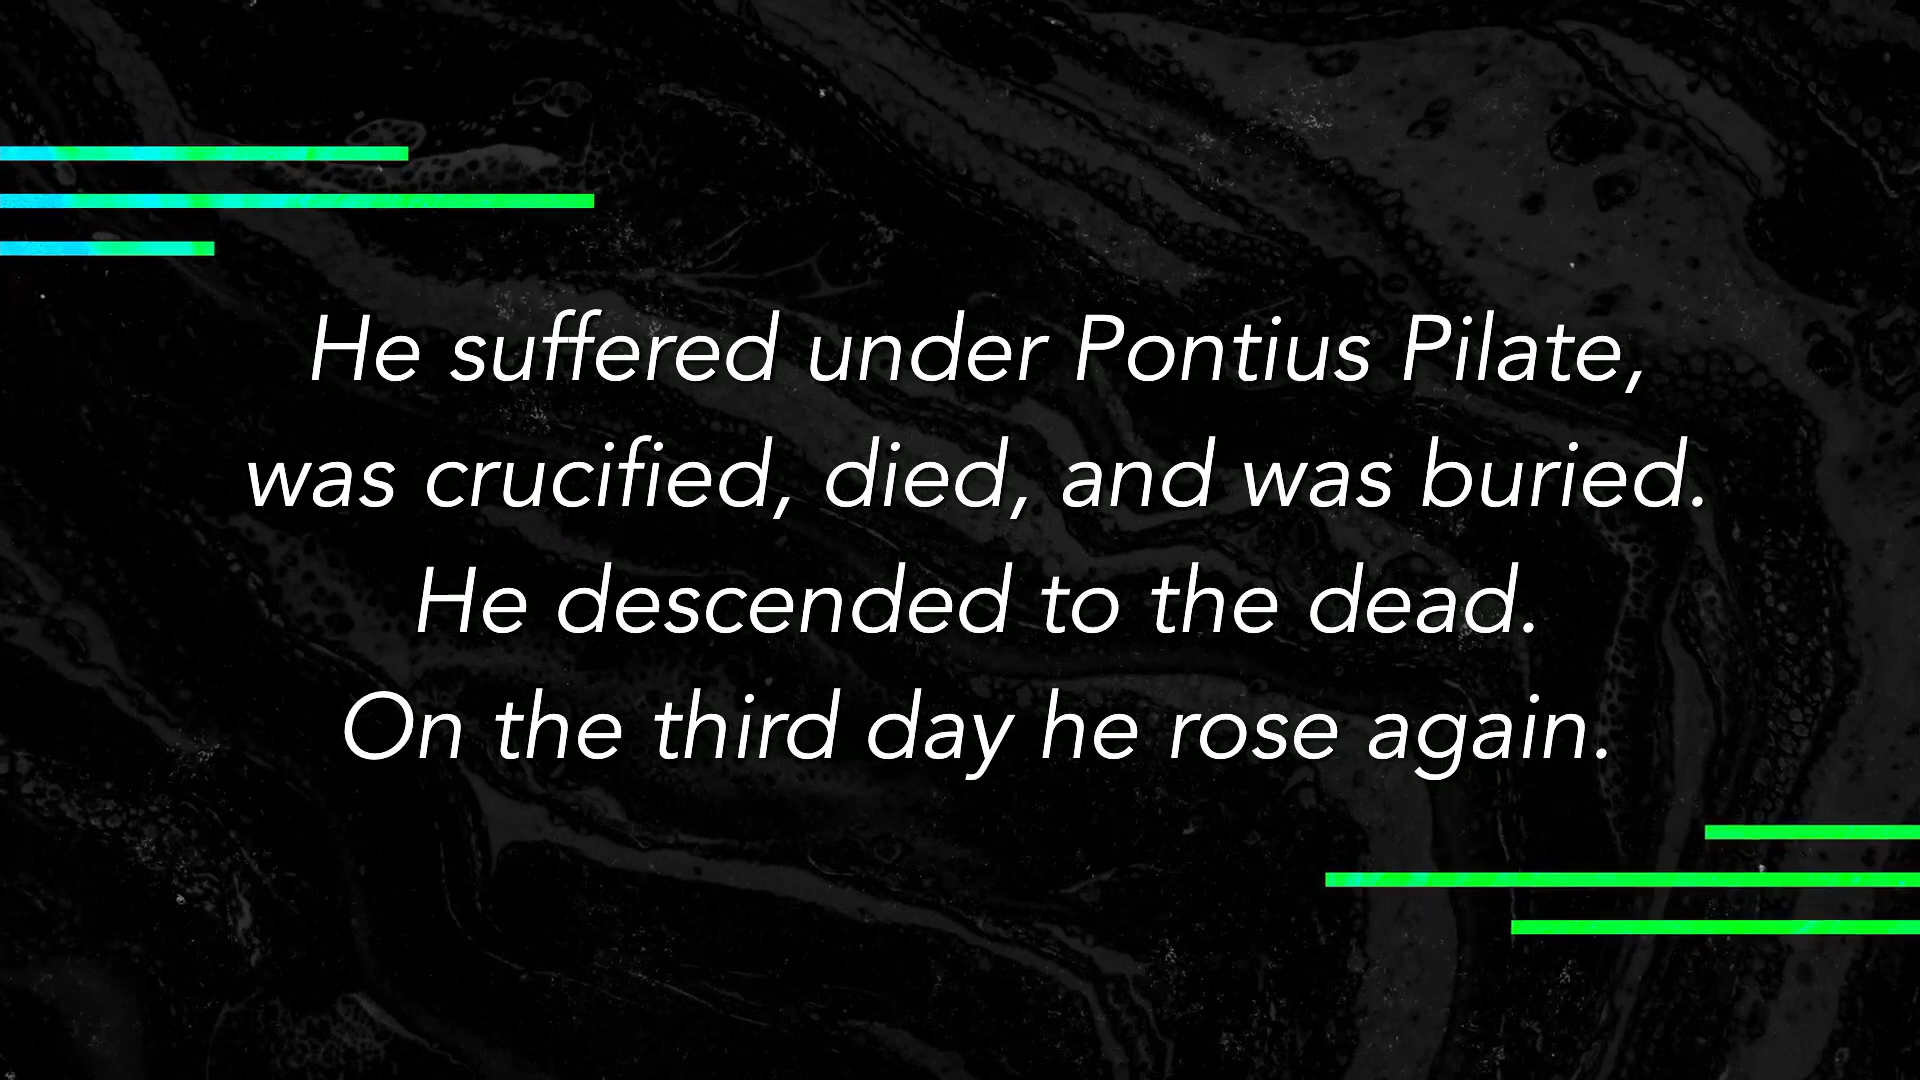 He suffered under Pontius Pilate,
was crucified, died, and was buried.
He descended to the dead.
On the third day he rose again.